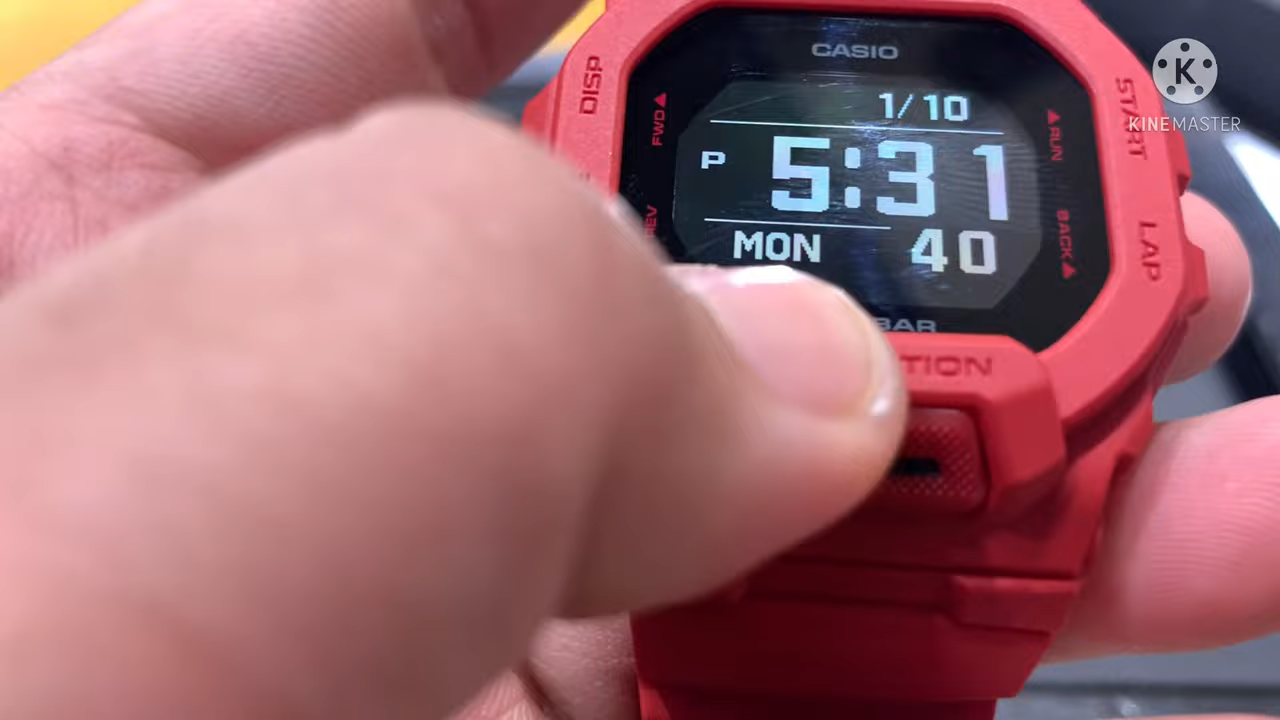 CASIO
1/10
P 5:31
MON 40
DISP
FWD
START
RUN
LAP
BACK
KINEMASTER